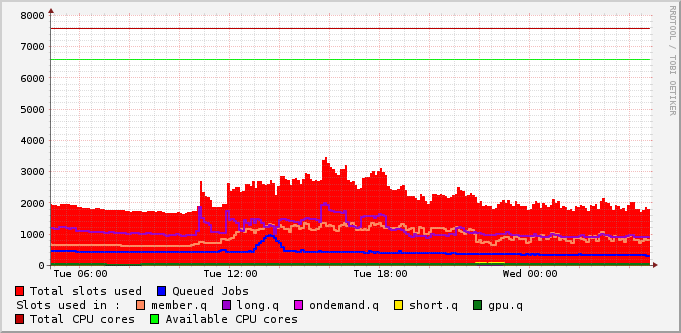 8000
7000
6000
5000
4000
3000
2000
1000
0
Tue 06:00 Tue 12:00 Tue 18:00 Wed 00:00
RRDTOOL / TOBI OETIKER
Total slots used Queued Jobs
Slots used in : member.q long.q ondemand.q short.q gpu.q
Total CPU cores Available CPU cores